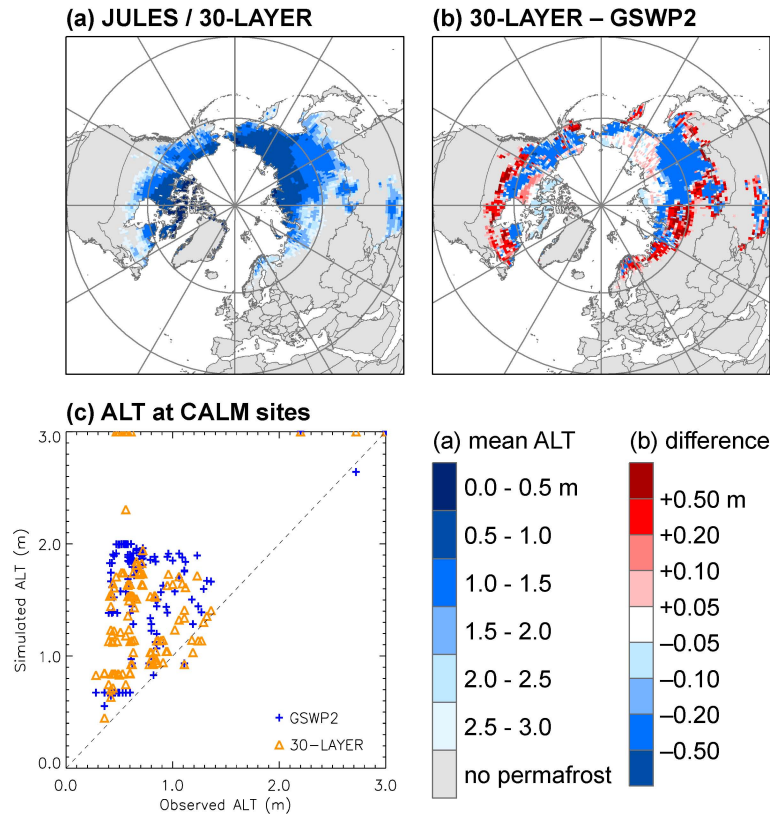 (a) JULES / 30-LAYER
(b) 30-LAYER – GSWP2
(c) ALT at CALM sites
3.0
2.0
1.0
0.0
Simulated ALT (m)
0.0
1.0
2.0
3.0
Observed ALT (m)
GSWP2
30-LAYER
(a) mean ALT
0.0 - 0.5 m
0.5 - 1.0
1.0 - 1.5
1.5 - 2.0
2.0 - 2.5
2.5 - 3.0
no permafrost
(b) difference
+0.50 m
+0.20
+0.10
+0.05
–0.05
–0.10
–0.20
–0.50